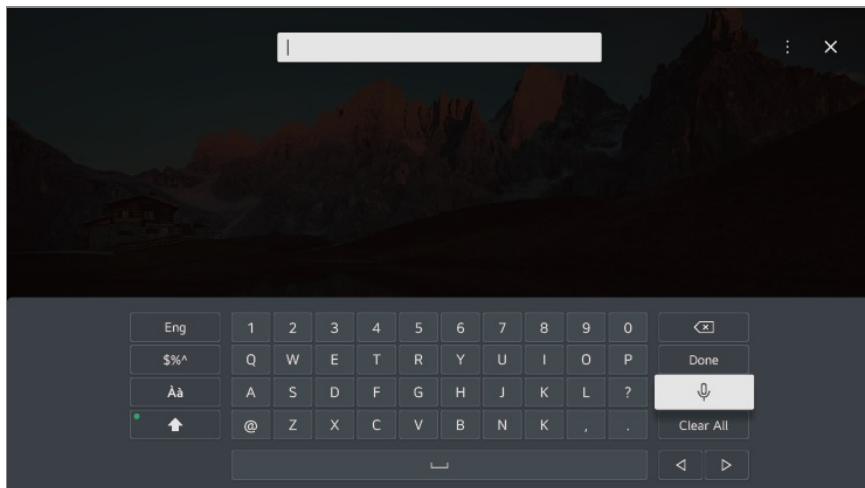 Eng 1 2 3 4 5 6 7 8 9 0
$%^ Q W E T R Y U I O P Done
Àà A S D F G H J K L ?
@ Z X C V B N K , . Clear All